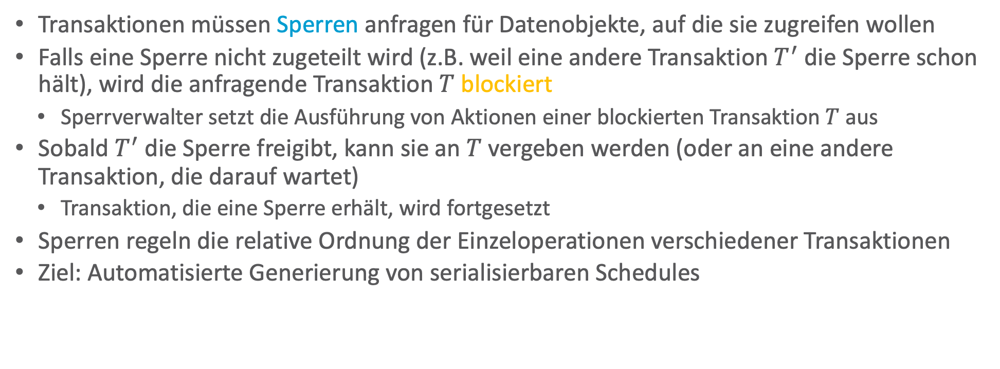 • Transaktionen müssen Sperren anfragen für Datenobjekte, auf die sie zugreifen wollen
• Falls eine Sperre nicht zugeteilt wird (z.B. weil eine andere Transaktion T′ die Sperre schon
hält), wird die anfragende Transaktion T blockiert
• Sperrverwalter setzt die Ausführung von Aktionen einer blockierten Transaktion T aus
• Sobald T′ die Sperre freigibt, kann sie an T vergeben werden (oder an eine andere
Transaktion, die darauf wartet)
• Transaktion, die eine Sperre erhält, wird fortgesetzt
• Sperren regeln die relative Ordnung der Einzeloperationen verschiedener Transaktionen
• Ziel: Automatisierte Generierung von serialisierbaren Schedules